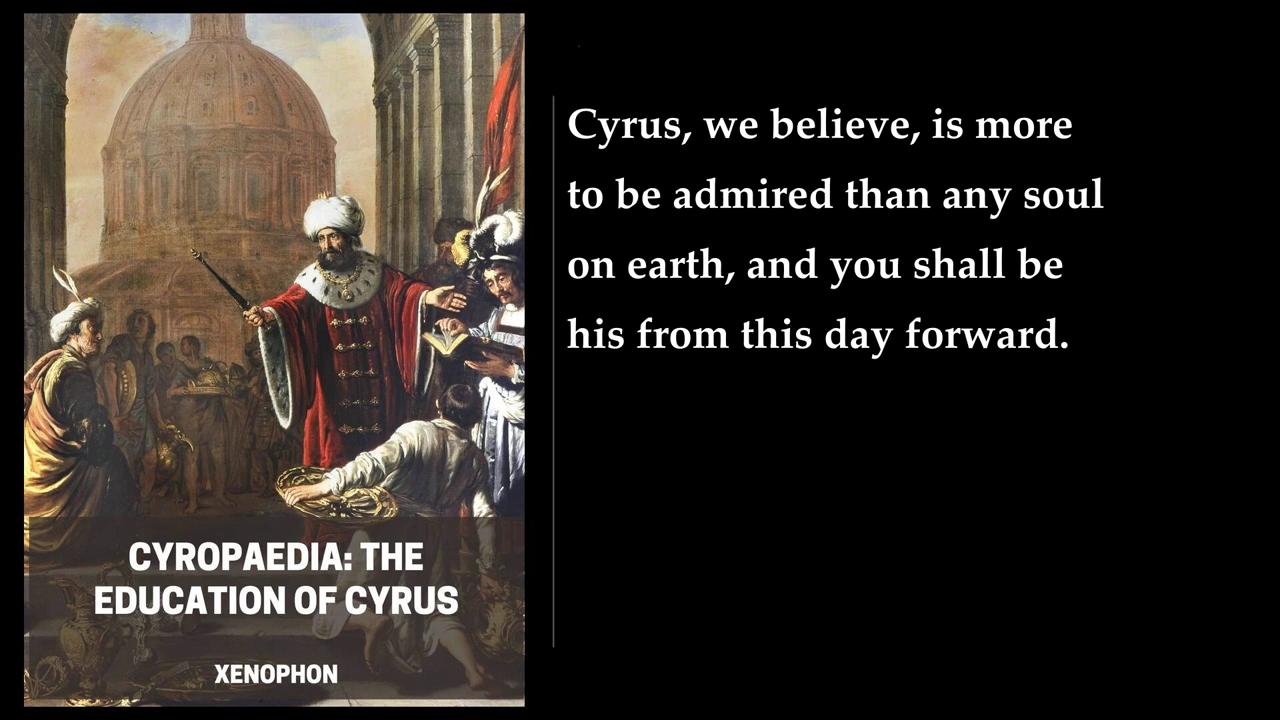 CYROPAEDIA: THE
EDUCATION OF CYRUS
XENOPHON
Cyrus, we believe, is more
to be admired than any soul
on earth, and you shall be
his from this day forward.